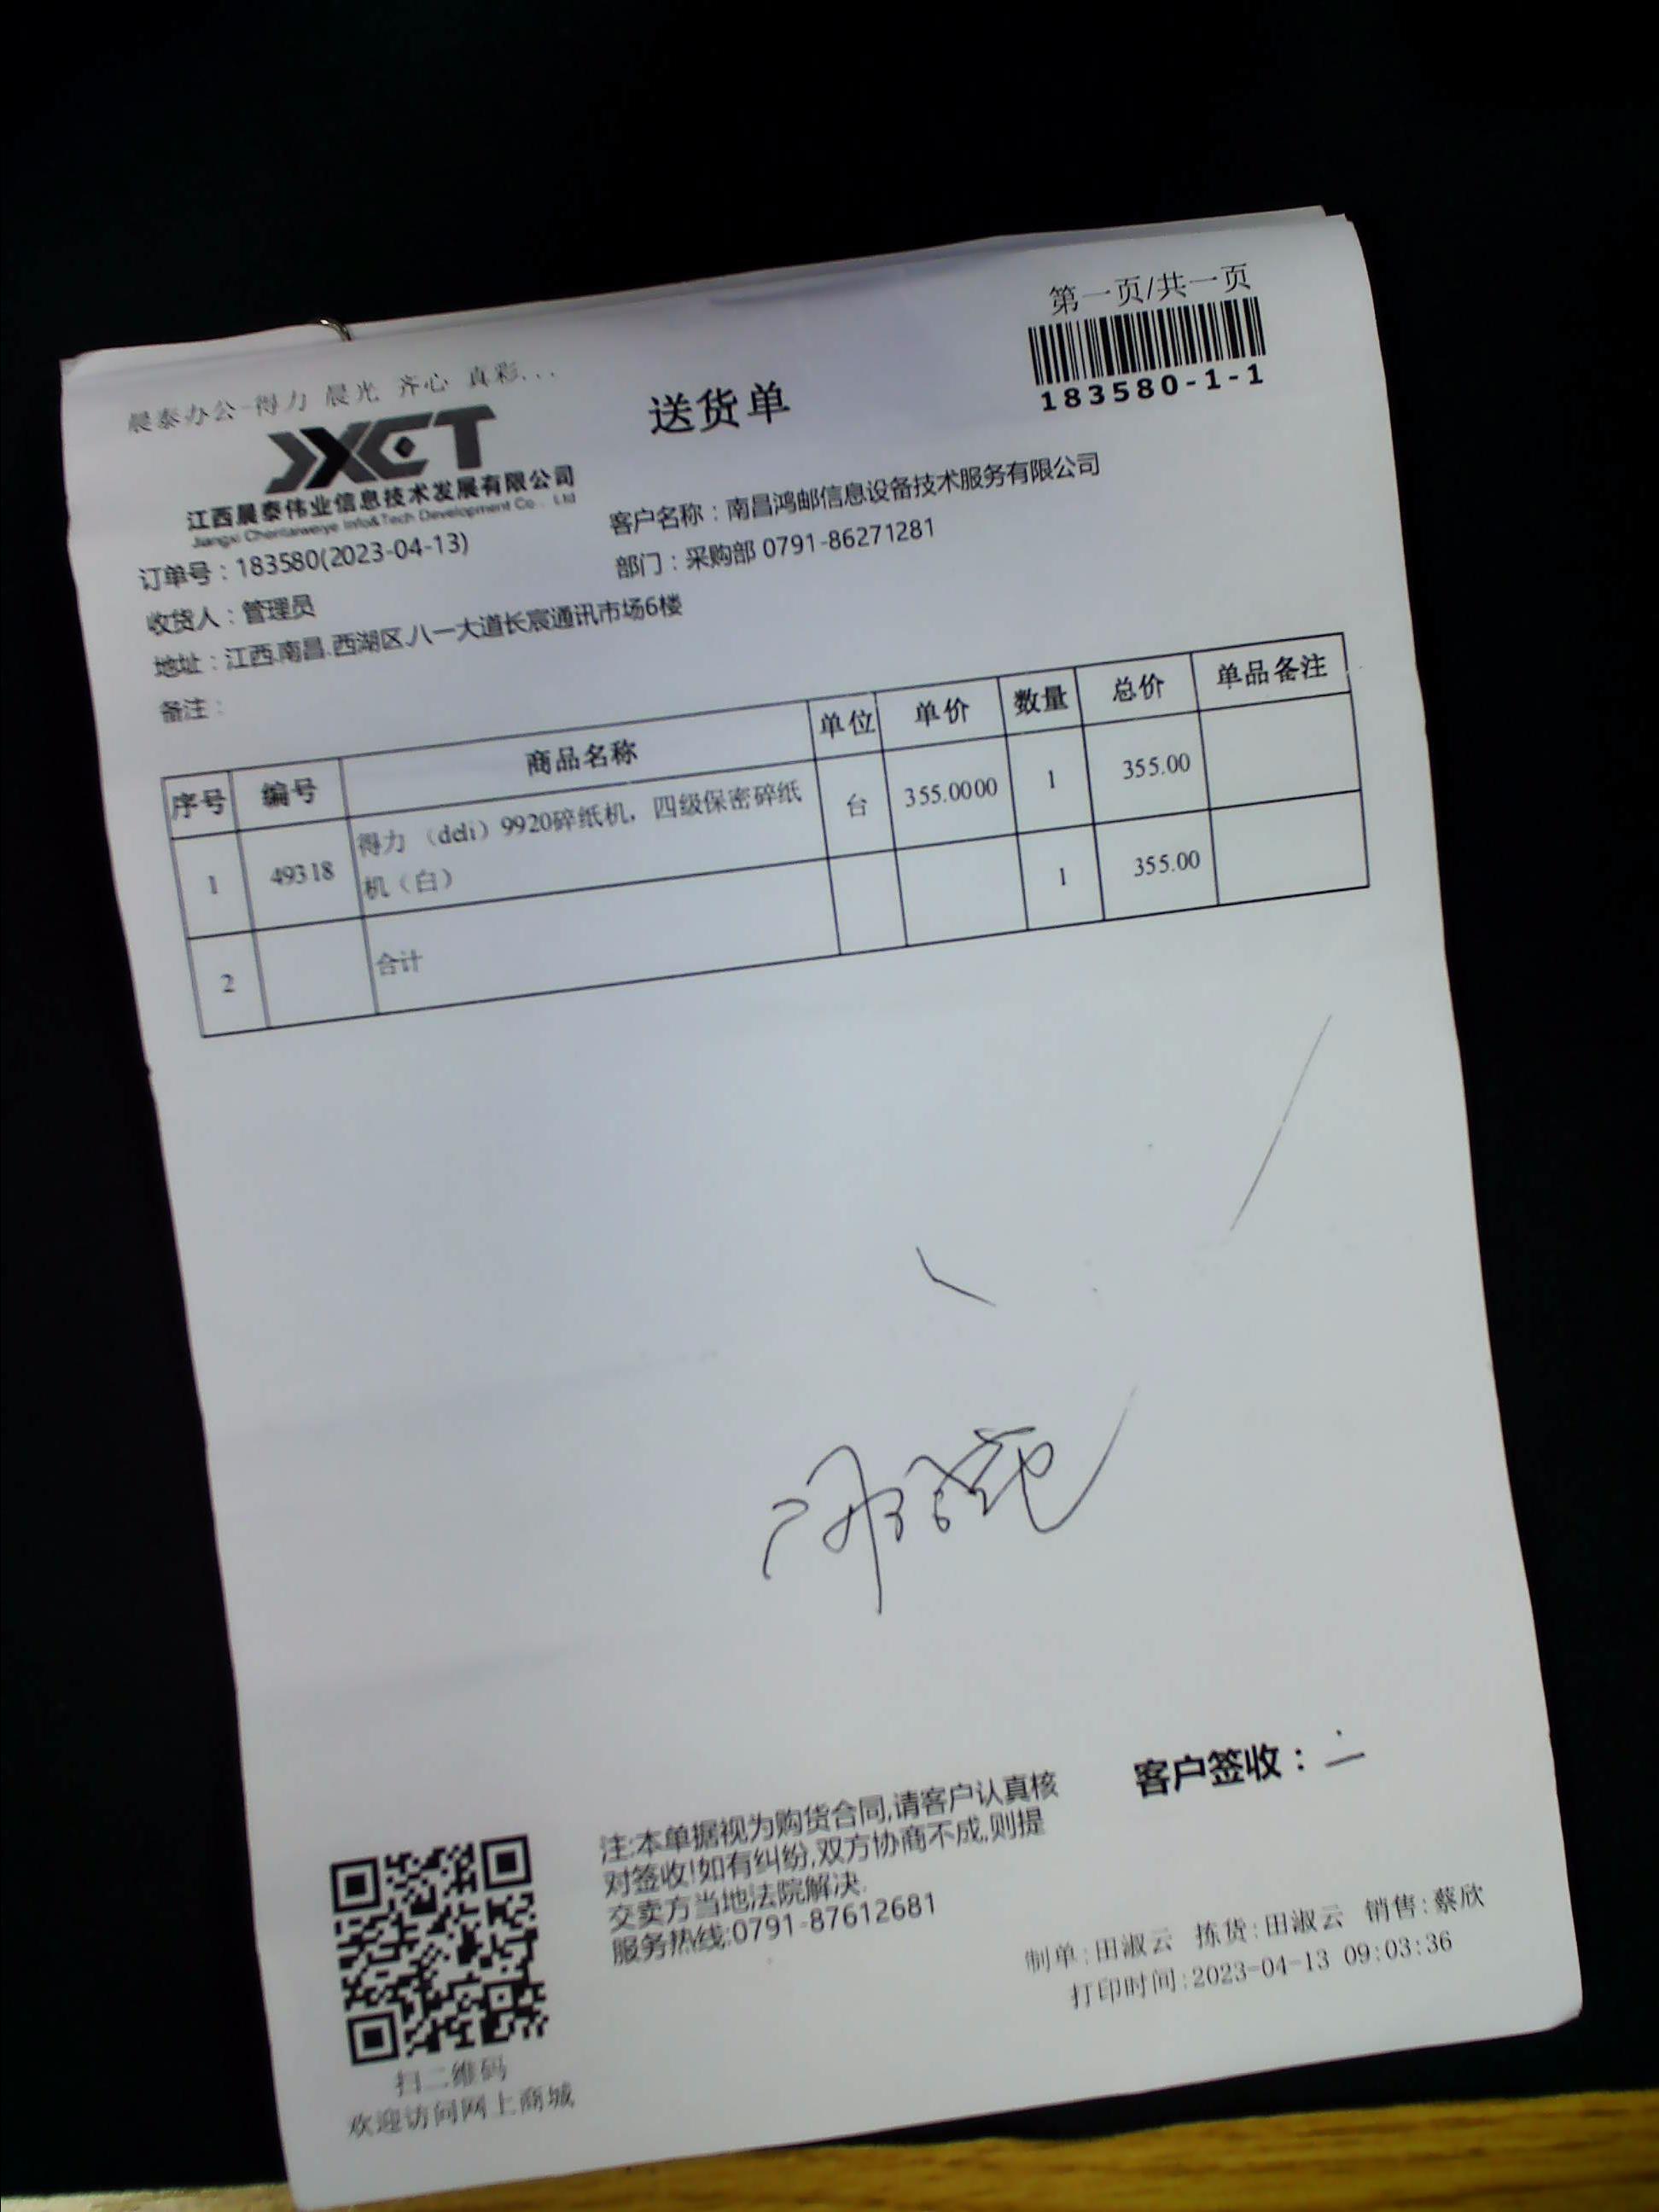 第一页/共一页
183580-1-1
晨泰办公-得力 晨光 齐心 真彩...
送货单
JXCT
江西晨泰伟业信息技术发展有限公司
Jiangxi Chentaiweiye Info&Tech Development Co., Ltd
订单号：183580(2023-04-13)
客户名称：南昌鸿邮信息设备技术服务有限公司
收货人：管理员
部门：采购部 0791-86271281
地址：江西.南昌.西湖区.八一大道长宸通讯市场6楼
备注：
序号 编号 商品名称 单位 单价 数量 总价 单品备注
1 49318 得力（deli）9920碎纸机，四级保密碎纸机（白） 台 355.0000 1 355.00
2 合计 1 355.00
客户签收：
注:本单据视为购货合同,请客户认真核
对签收!如有纠纷,双方协商不成,则提
交卖方当地法院解决.
服务热线:0791-87612681
制单:田淑云 拣货:田淑云 销售:蔡欣
打印时间:2023-04-13 09:03:36
扫二维码
欢迎访问网上商城